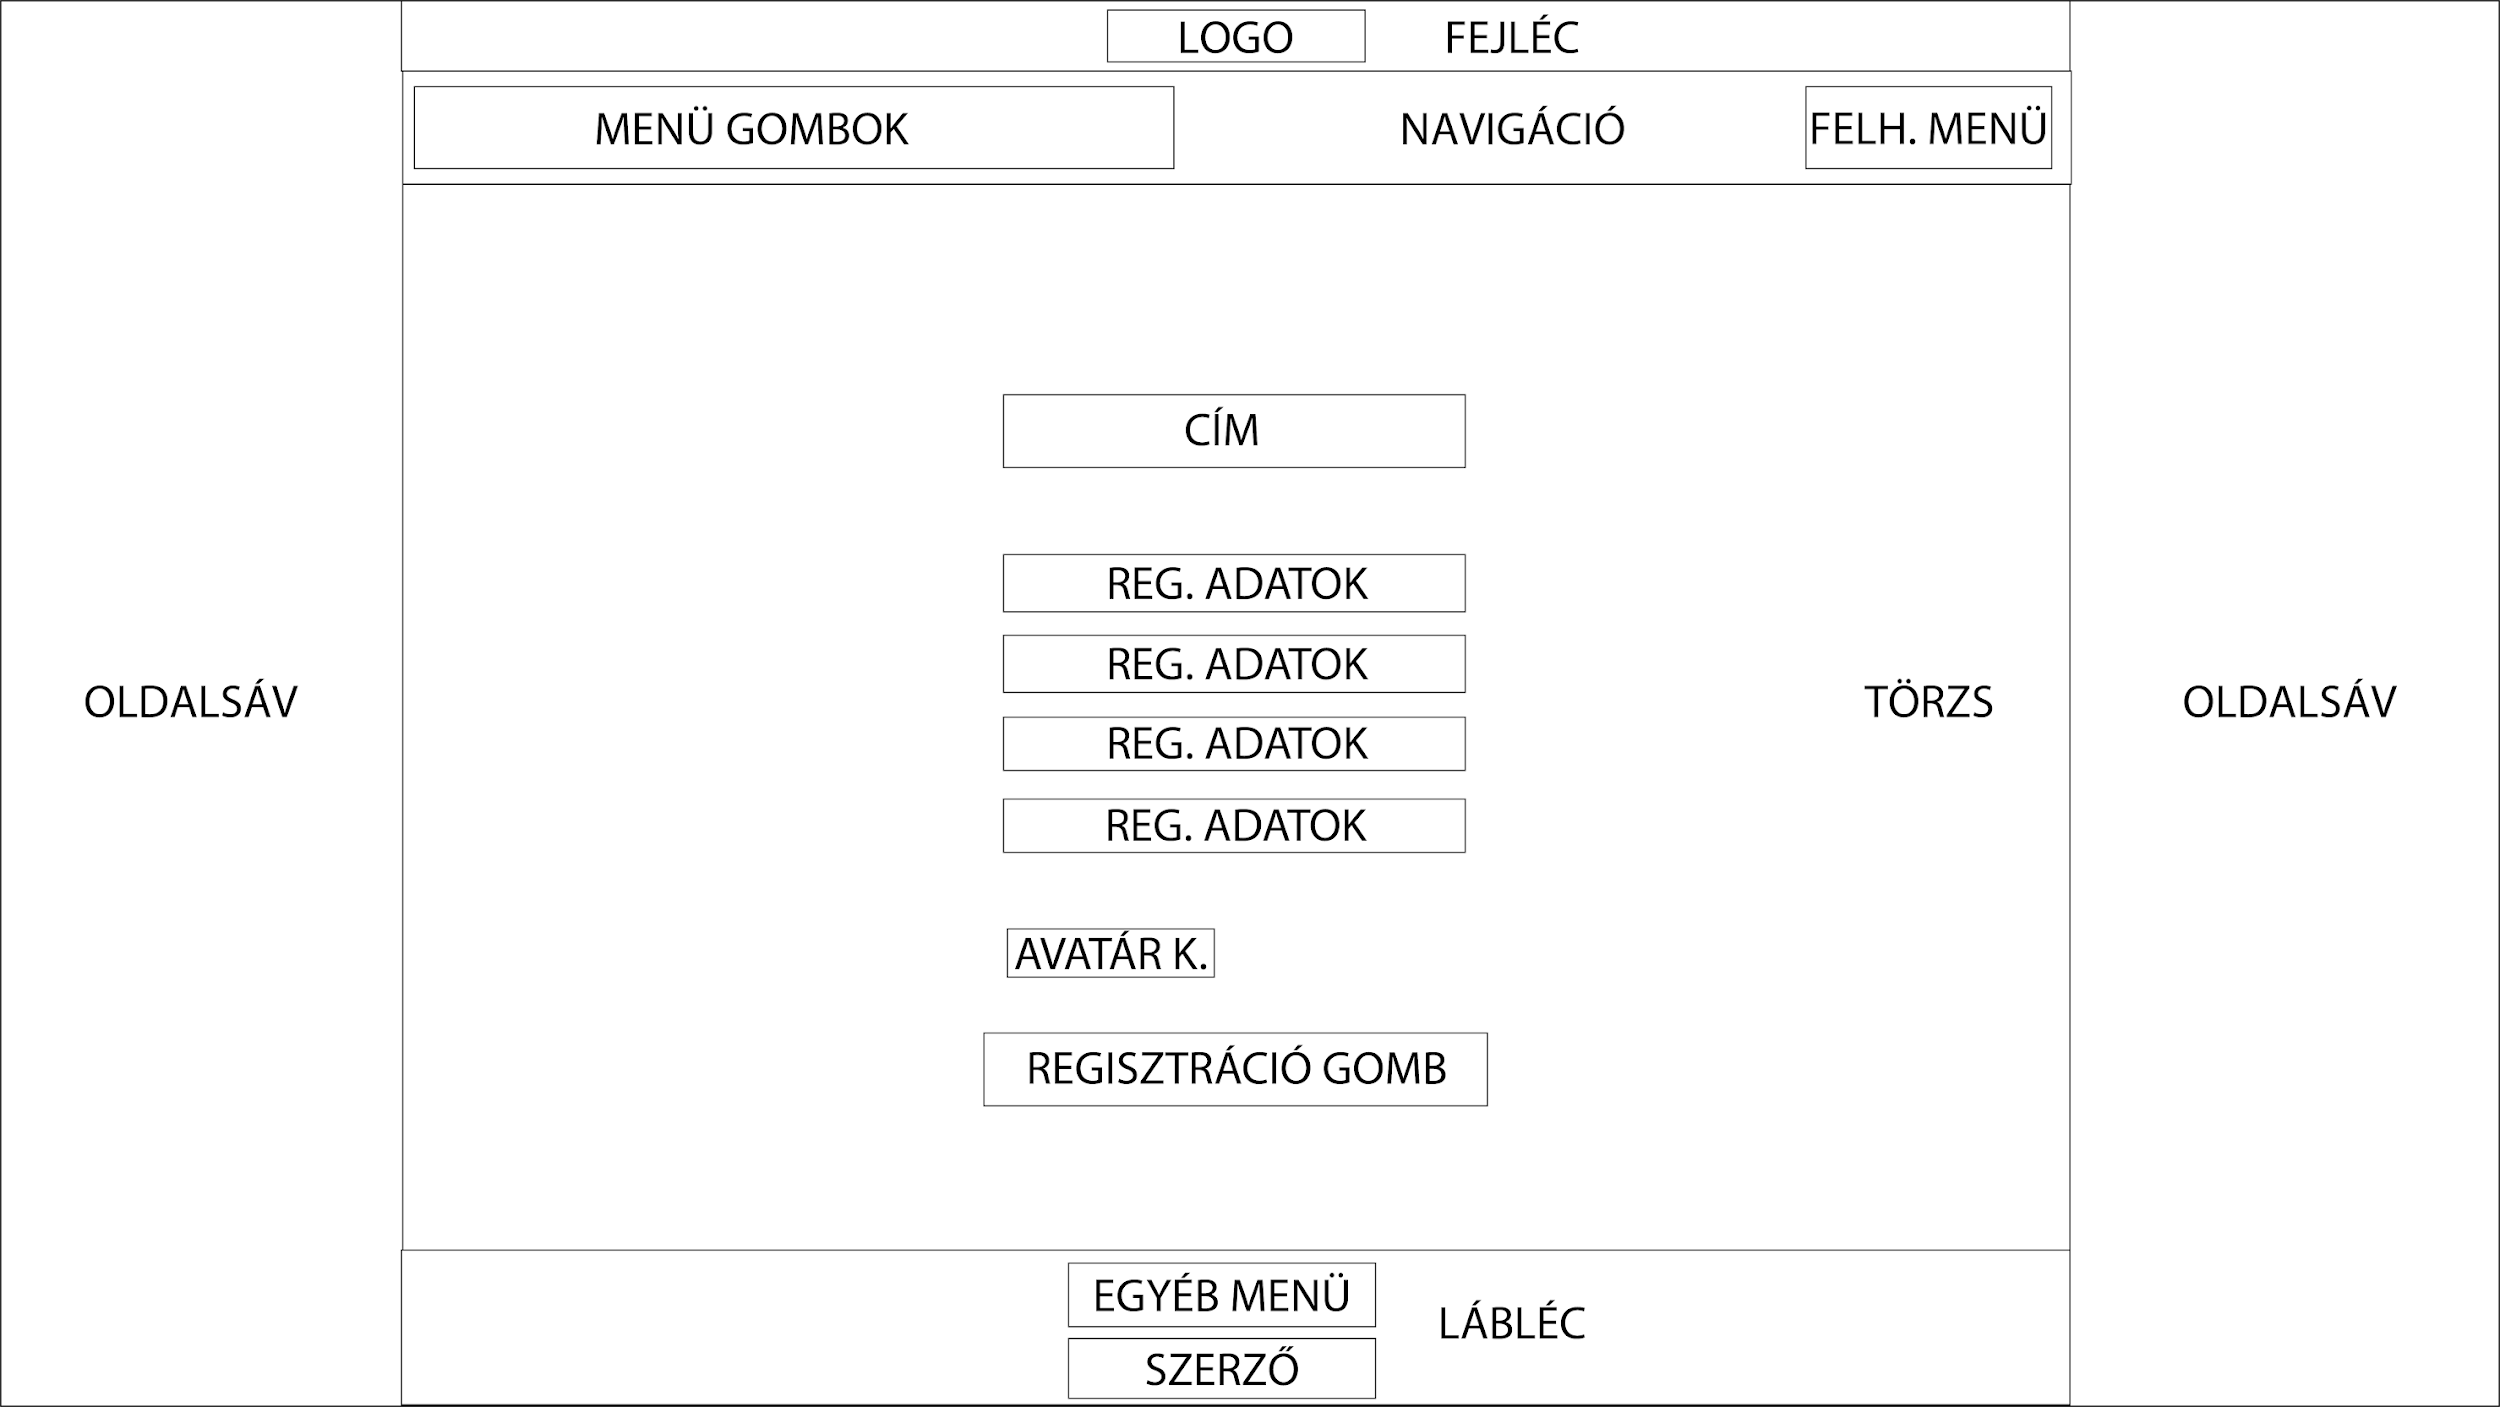 LOGO
FEJLÉC
MENÜ GOMBOK
NAVIGÁCIÓ
FELH. MENÜ
CÍM
REG. ADATOK
REG. ADATOK
OLDALSÁV
TÖRZS
OLDALSÁV
REG. ADATOK
REG. ADATOK
AVATÁR K.
REGISZTRÁCIÓ GOMB
EGYÉB MENÜ
LÁBLÉC
SZERZŐ